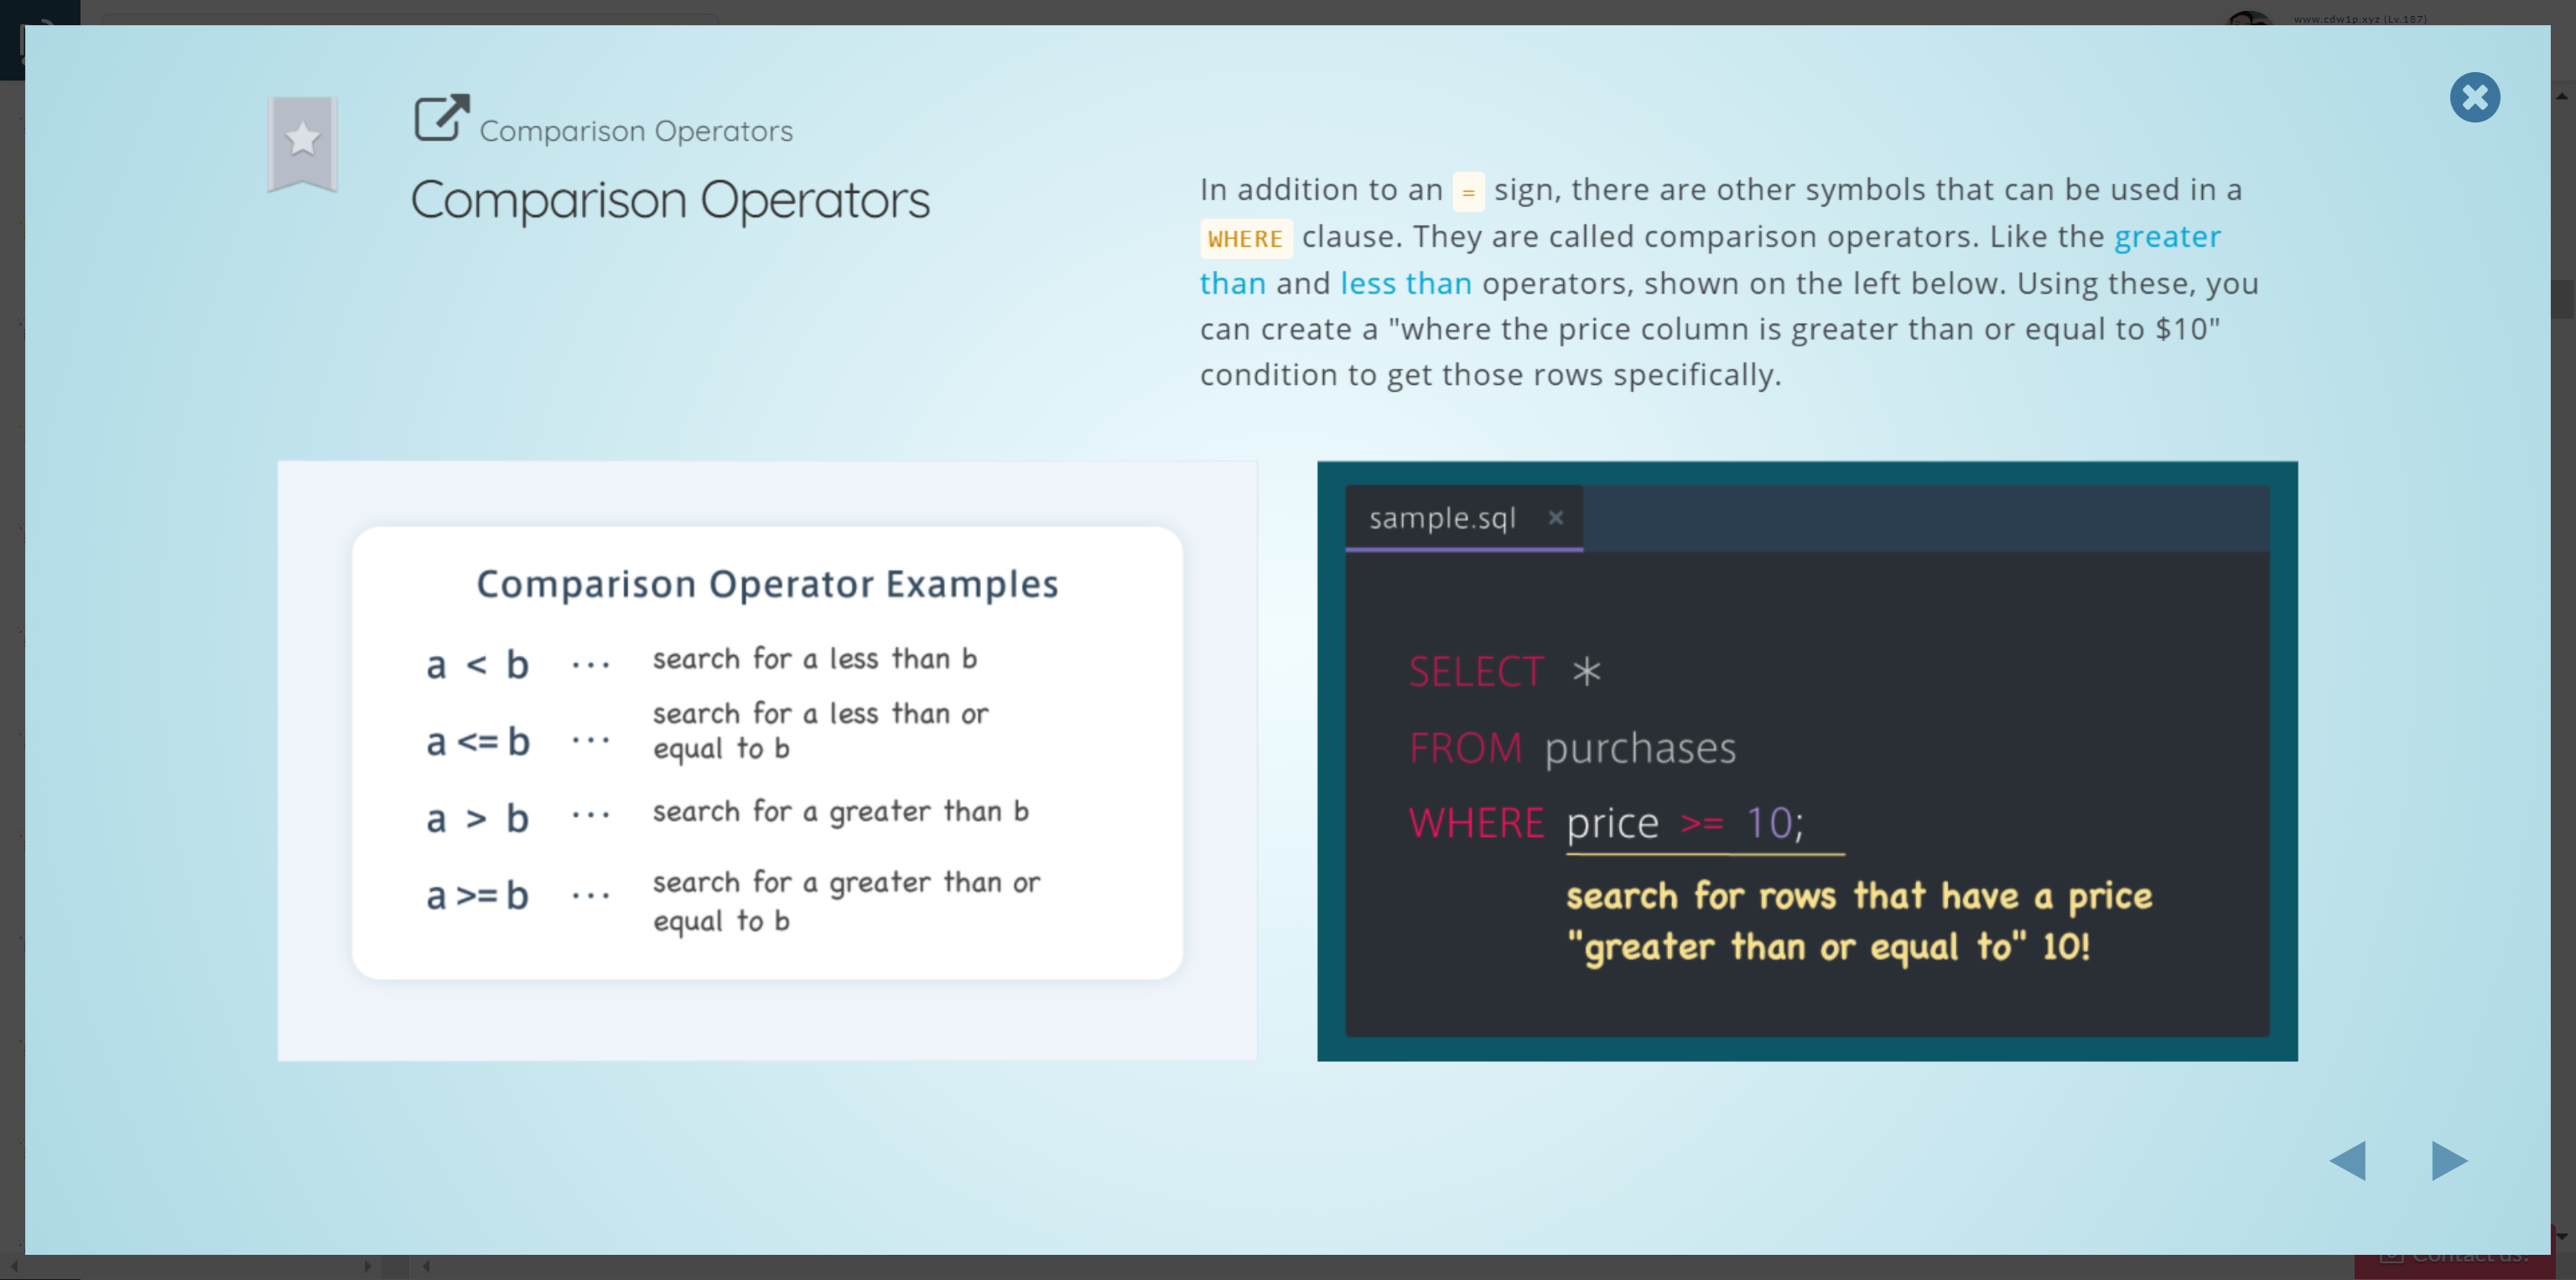 www.cdw1p.xyz (Lv.187)
Comparison Operators
Comparison Operators
In addition to an = sign, there are other symbols that can be used in a
WHERE clause. They are called comparison operators. Like the greater
than and less than operators, shown on the left below. Using these, you
can create a "where the price column is greater than or equal to $10"
condition to get those rows specifically.
Comparison Operator Examples
a < b ... search for a less than b
a <= b ... search for a less than or
equal to b
a > b ... search for a greater than b
a >= b ... search for a greater than or
equal to b
sample.sql ×
SELECT *
FROM purchases
WHERE price >= 10;
search for rows that have a price
"greater than or equal to" 10!
Contact us!